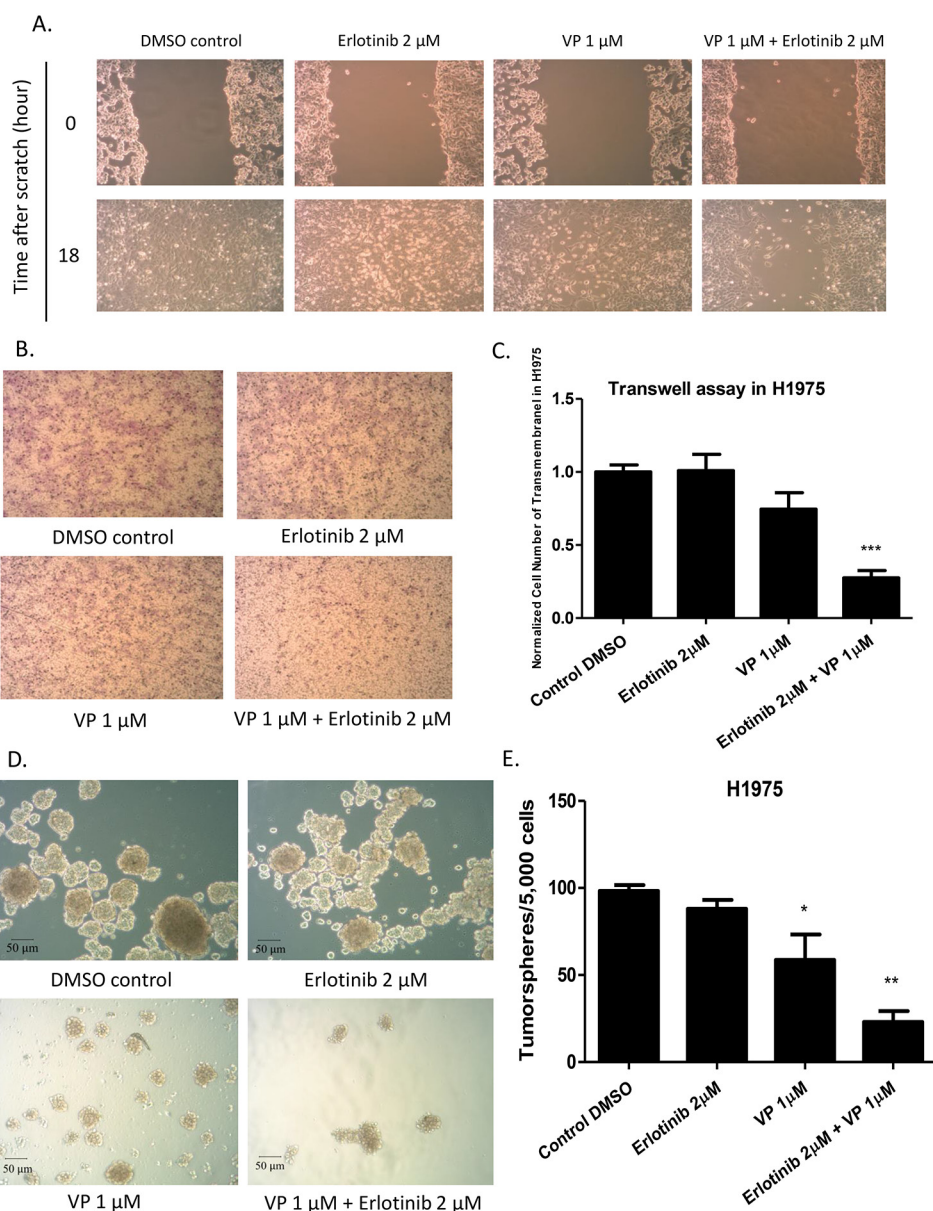 A.
DMSO control
Erlotinib 2 µM
VP 1 µM
VP 1 µM + Erlotinib 2 µM
Time after scratch (hour)
0
18
B.
DMSO control
Erlotinib 2 µM
VP 1 µM
VP 1 µM + Erlotinib 2 µM
C.
Transwell assay in H1975
Normalized Cell Number of Transmembranel in H1975
1.5
1.0
0.5
0.0
***
Control DMSO
Erlotinib 2µM
VP 1µM
Erlotinib 2µM + VP 1µM
D.
50 µm
DMSO control
50 µm
Erlotinib 2 µM
50 µm
VP 1 µM
50 µm
VP 1 µM + Erlotinib 2 µM
E.
H1975
Tumorspheres/5,000 cells
150
100
50
0
*
**
Control DMSO
Erlotinib 2µM
VP 1µM
Erlotinib 2µM + VP 1µM